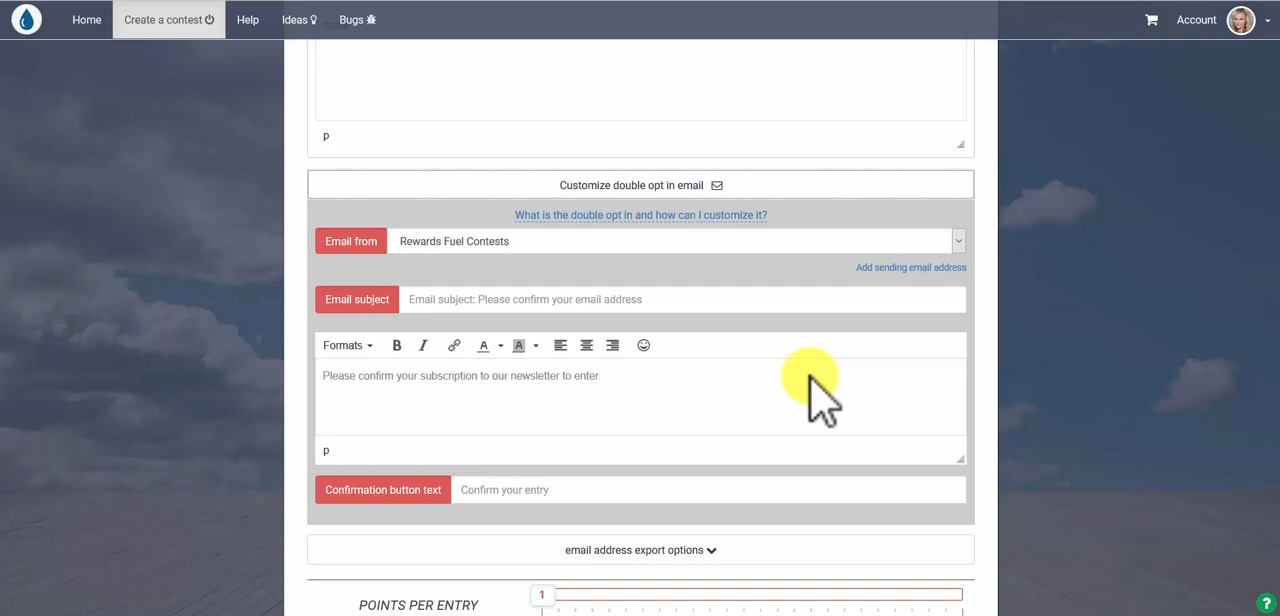 Home
Create a contest
Help
Ideas
Bugs
Account
p
Customize double opt in email
What is the double opt in and how can I customize it?
Email from
Rewards Fuel Contests
Add sending email address
Email subject
Email subject: Please confirm your email address
Formats
B
I
A
A
Please confirm your subscription to our newsletter to enter.
p
Confirmation button text
Confirm your entry
email address export options
POINTS PER ENTRY
1
?